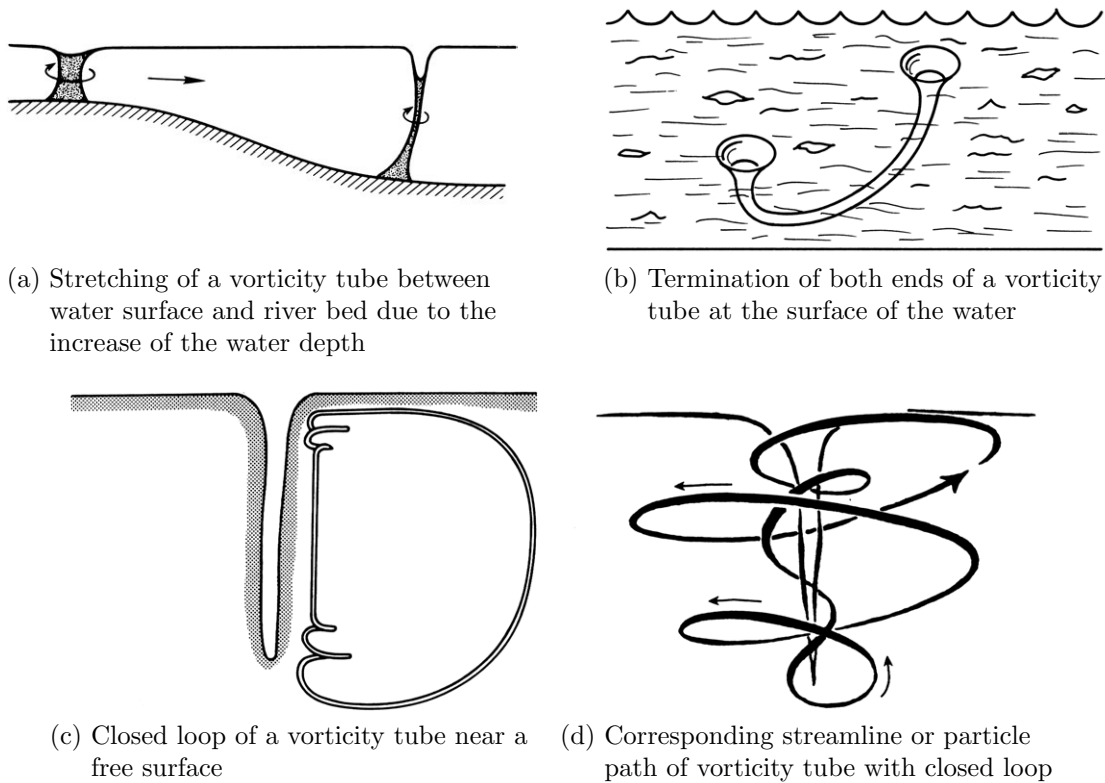 (a) Stretching of a vorticity tube between
water surface and river bed due to the
increase of the water depth
(b) Termination of both ends of a vorticity
tube at the surface of the water
(c) Closed loop of a vorticity tube near a
free surface
(d) Corresponding streamline or particle
path of vorticity tube with closed loop